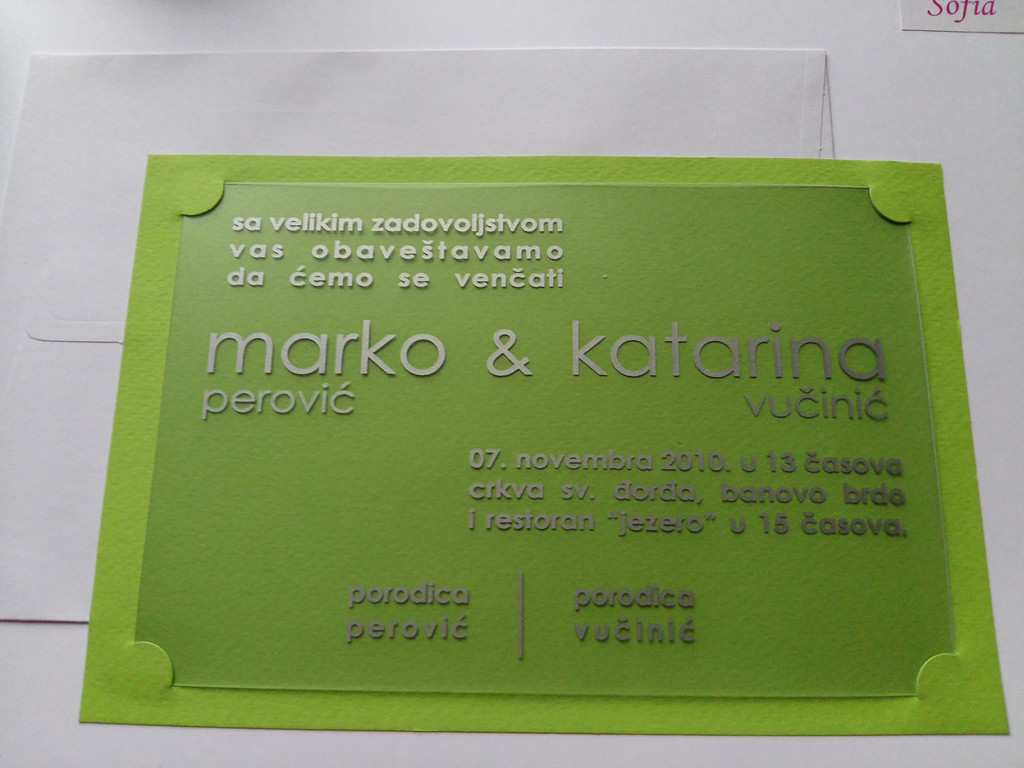 Sofia
sa velikim zadovoljstvom
vas obaveštavamo
da ćemo se venčati
marko & katarina
perović vučinić
07. novembra 2010. u 13 časova
crkva sv. đorđa, banovo brdo
i restoran "jezero" u 15 časova.
porodica porodica
perović vučinić